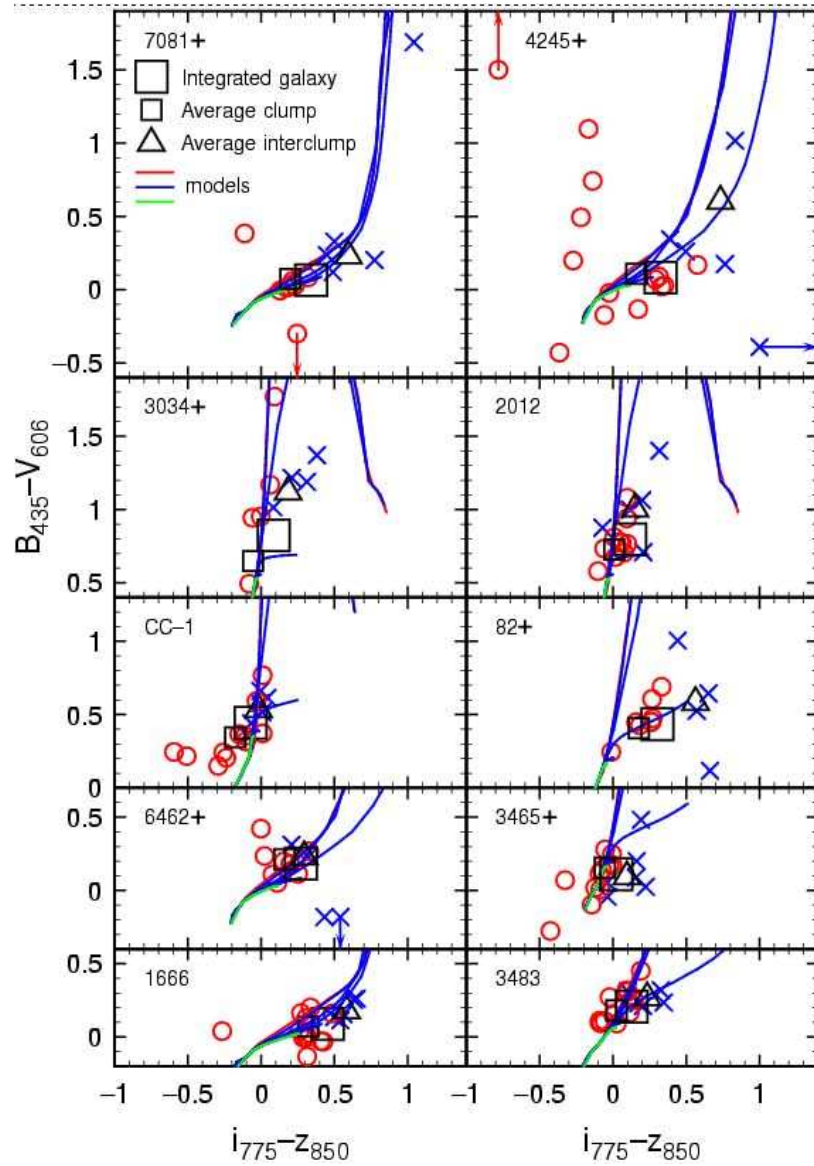 7081+
4245+
Integrated galaxy
Average clump
Average interclump
models
1.5
1
0.5
0
−0.5
3034+
2012
1.5
1
0.5
B435−V606
CC−1
82+
1
0.5
0
6462+
3465+
0.5
0
1666
3483
0.5
0
−1 −0.5 0 0.5 1
−1 −0.5 0 0.5 1
i775−z850
i775−z850